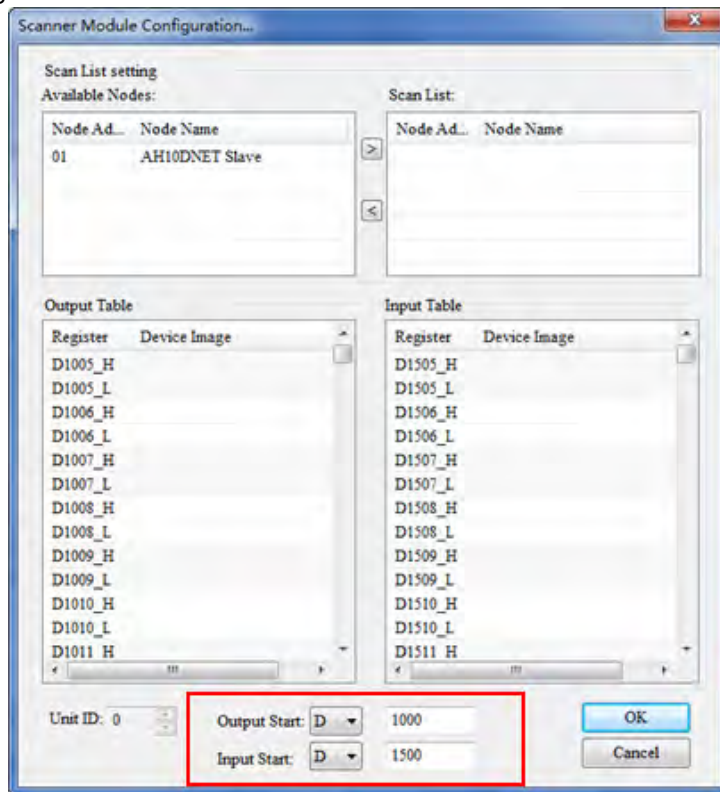 Scanner Module Configuration...
Scan List setting
Available Nodes:
Scan List:
Node Ad... Node Name
01 AH10DNET Slave
>
<
Node Ad... Node Name
Output Table
Register Device Image
D1005_H
D1005_L
D1006_H
D1006_L
D1007_H
D1007_L
D1008_H
D1008_L
D1009_H
D1009_L
D1010_H
D1010_L
D1011_H
Input Table
Register Device Image
D1505_H
D1505_L
D1506_H
D1506_L
D1507_H
D1507_L
D1508_H
D1508_L
D1509_H
D1509_L
D1510_H
D1510_L
D1511_H
Unit ID: 0
Output Start: D 1000
Input Start: D 1500
OK
Cancel